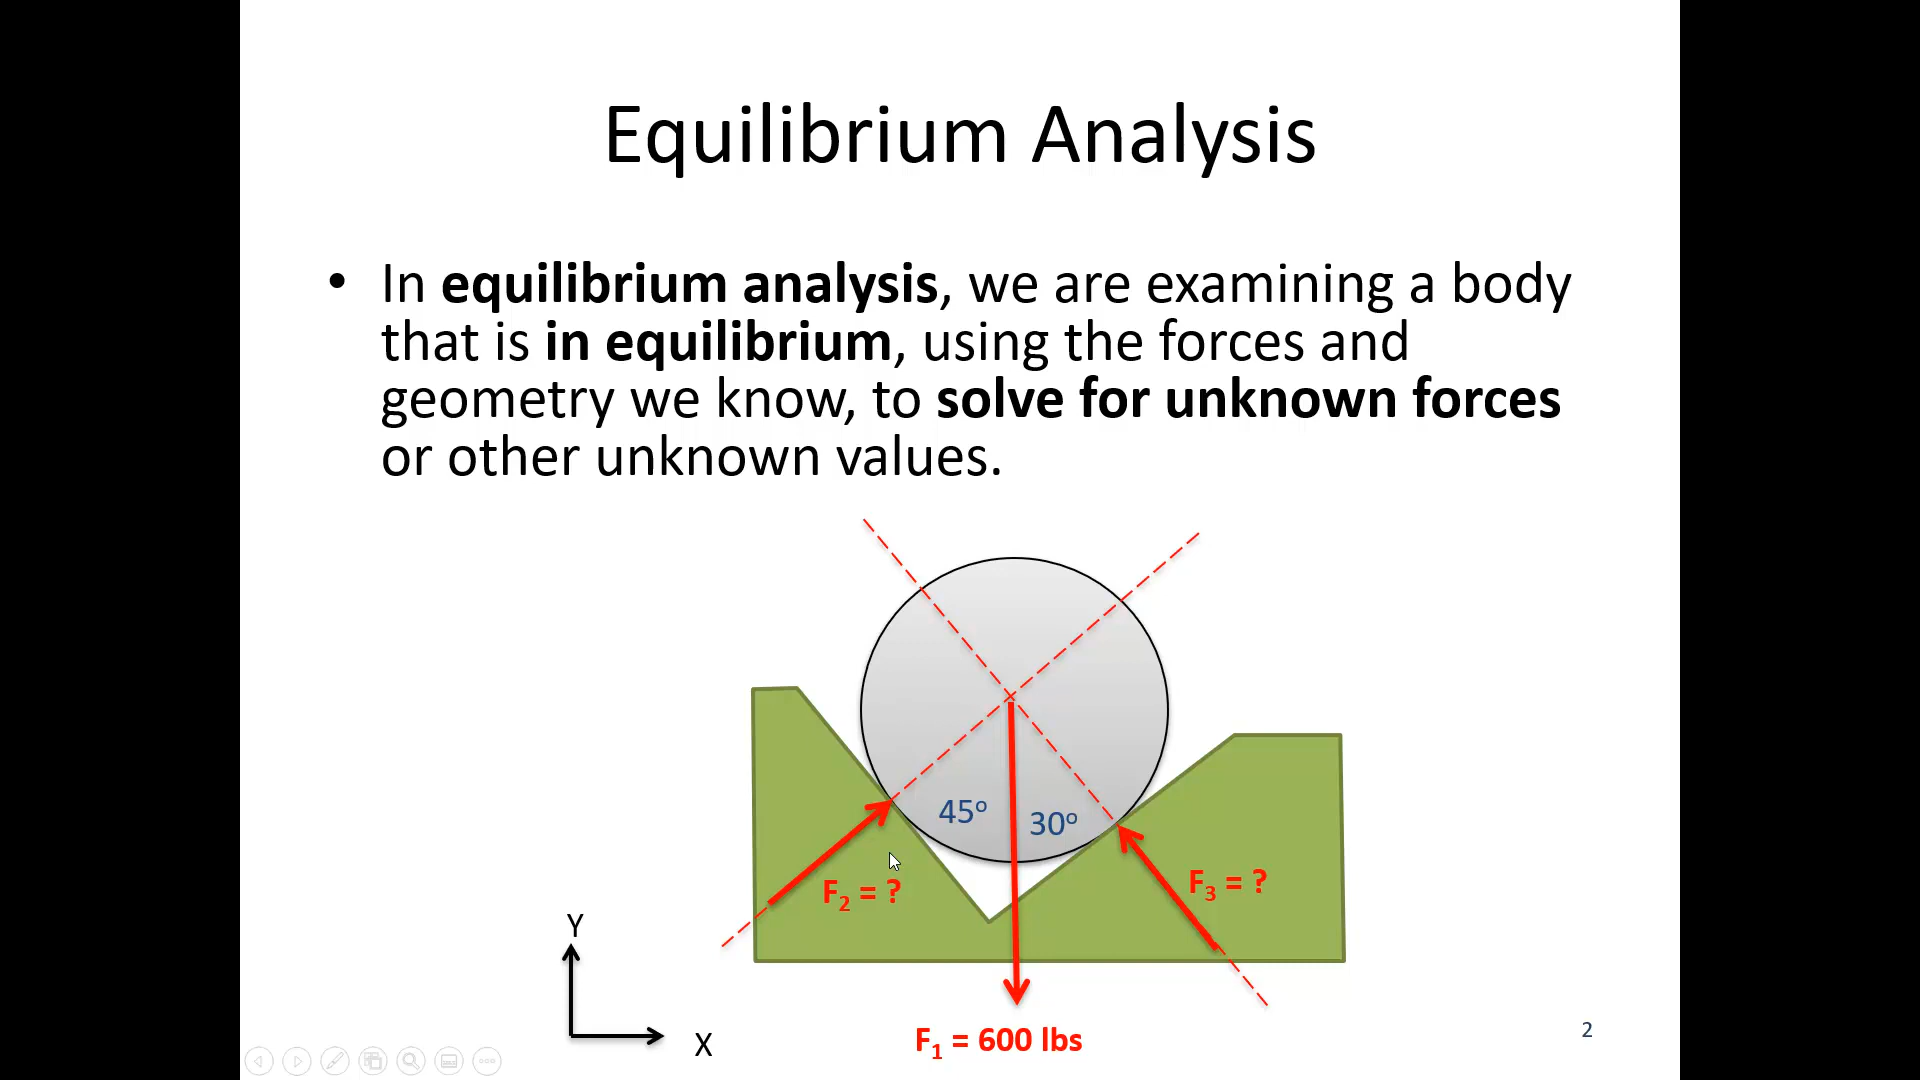 Equilibrium Analysis
• In equilibrium analysis, we are examining a body
that is in equilibrium, using the forces and
geometry we know, to solve for unknown forces
or other unknown values.
45º
30º
F₂ = ?
F₃ = ?
Y
X
F₁ = 600 lbs
2